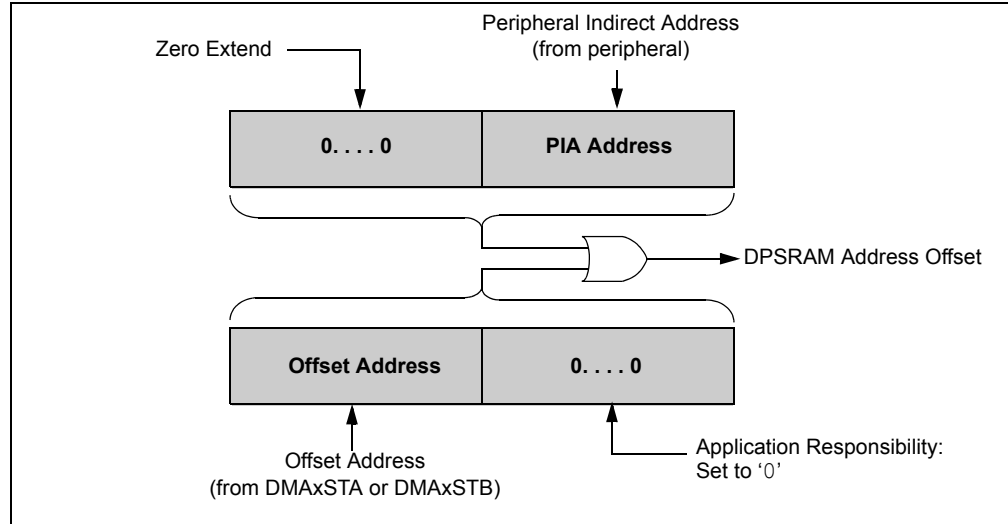 Peripheral Indirect Address
(from peripheral)
Zero Extend
0. . . . 0
PIA Address
DPSRAM Address Offset
Offset Address
0. . . . 0
Offset Address
(from DMAxSTA or DMAxSTB)
Application Responsibility:
Set to ‘0’